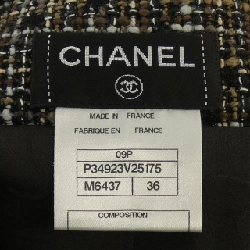 CHANEL
MADE IN FRANCE
FABRIQUE EN FRANCE
09P
P34923V25175
M6437 36
COMPOSITION